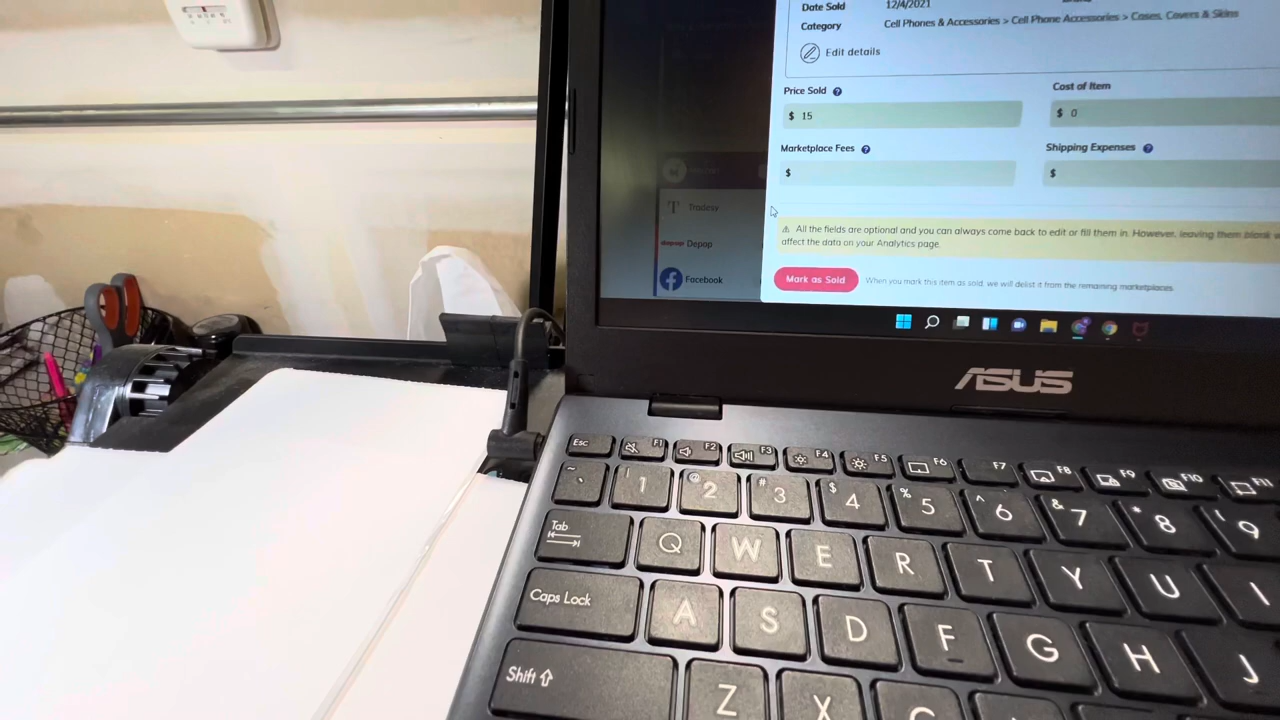 Date Sold 12/4/2021
Category Cell Phones & Accessories > Cell Phone Accessories > Cases, Covers & Skins
Edit details
Price Sold ? Cost of Item
$ 15 $ 0
Marketplace Fees ? Shipping Expenses ?
$ $
T Tradesy
All the fields are optional and you can always come back to edit or fill them in. However, leaving them blank
depop Depop
affect the data on your Analytics page.
Facebook
Mark as Sold When you mark this item as sold, we will delist it from the remaining marketplaces
ASUS
Esc F1 F2 F3 F4 F5 F6 F7 F8 F9 F10 F11
~ ` ! 1 @ 2 # 3 $ 4 % 5 ^ 6 & 7 * 8 ( 9
Tab Q W E R T Y U I
Caps Lock A S D F G H J
Shift Z X C